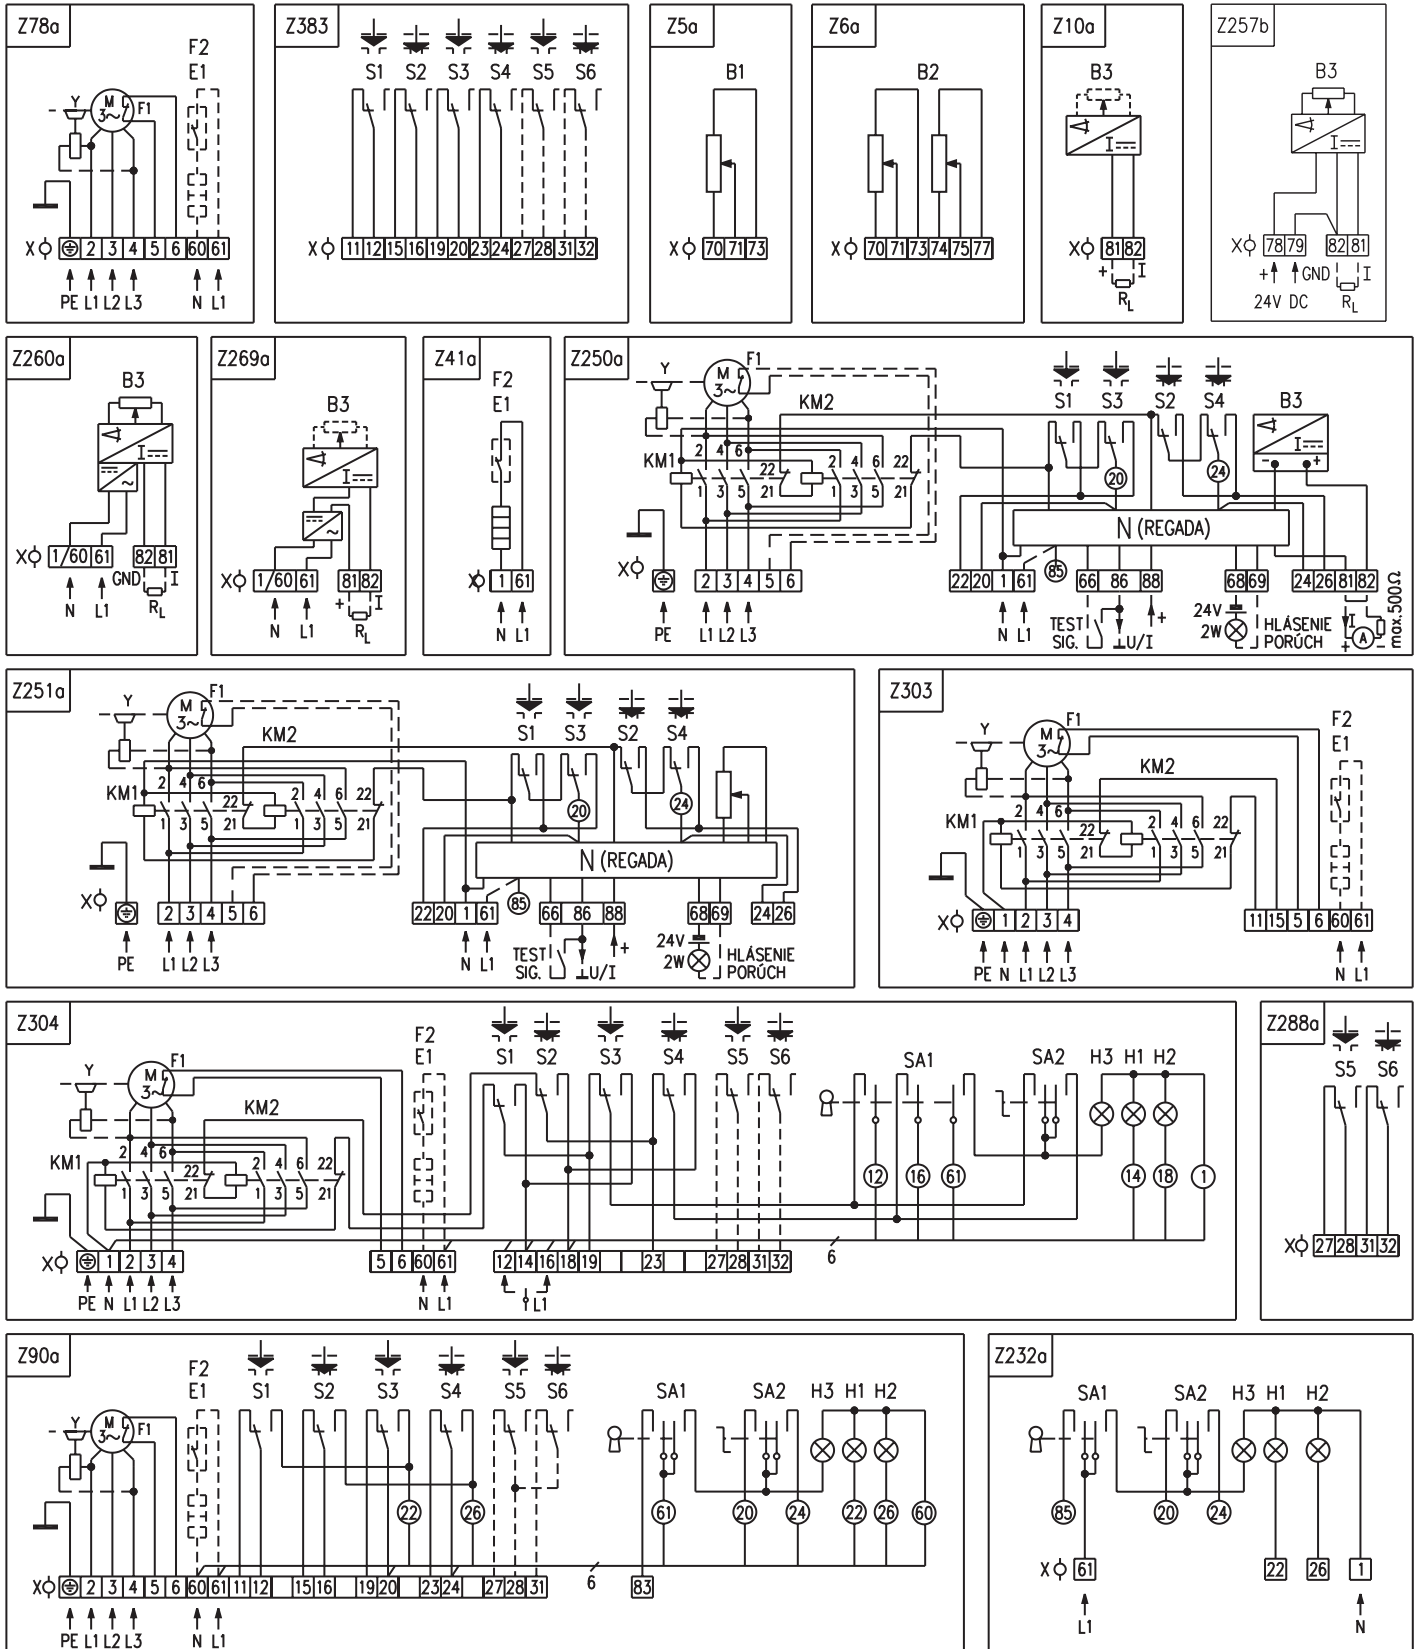 Z78a
F2
E1
Y M 3~ F1
X 2 3 4 5 6 60 61
PE L1 L2 L3 N L1
Z383
S1 S2 S3 S4 S5 S6
X 11 12 15 16 19 20 23 24 27 28 31 32
Z5a
B1
X 70 71 73
Z6a
B2
X 70 71 73 74 75 77
Z10a
B3
I
X 81 82
+ I
RL
Z257b
B3
I
X 78 79 82 81
+ GND I
24V DC RL
Z260a
B3
I
~
X 1/60 61 82 81
GND I
N L1 RL
Z269a
B3
I
~
X 1/60 61 81 82
+ I
N L1 RL
Z41a
F2
E1
X 1 61
N L1
Z250a
Y M 3~ F1
KM2
S1 S3 S2 S4 B3
I
- +
KM1
2 4 6 22 2 4 6 22
1 3 5 21 1 3 5 21
20 24
N (REGADA)
X 2 3 4 5 6 22 20 1 61 85 66 86 88 68 69 24 26 81 82
PE L1 L2 L3 N L1
TEST SIG. U/I +
24V 2W
HLÁSENIE PORÚCH
I A + -
max.500Ω
Z251a
Y M 3~ F1
KM2
S1 S3 S2 S4
KM1
2 4 6 22 2 4 6 22
1 3 5 21 1 3 5 21
20 24
N (REGADA)
X 2 3 4 5 6 22 20 1 61 85 66 86 88 68 69 24 26
PE L1 L2 L3 N L1
TEST SIG. U/I +
24V 2W
HLÁSENIE PORÚCH
Z303
Y M 3~ F1
F2
E1
KM2
KM1
2 4 6 22 2 4 6 22
1 3 5 21 1 3 5 21
X 1 2 3 4 11 15 5 6 60 61
PE N L1 L2 L3 N L1
Z304
F2
E1
S1 S2 S3 S4 S5 S6 SA1 SA2 H3 H1 H2
Y M 3~ F1
KM2
KM1
2 4 6 22 2 4 6 22
1 3 5 21 1 3 5 21
12 16 61 14 18 1
X 1 2 3 4 5 6 60 61 12 14 16 18 19 23 27 28 31 32 6
PE N L1 L2 L3 N L1 L1
Z288a
S5 S6
X 27 28 31 32
Z90a
F2
E1
S1 S2 S3 S4 S5 S6 SA1 SA2 H3 H1 H2
Y M 3~ F1
22 26 61 20 24 22 26 60
X 2 3 4 5 6 60 61 11 12 15 16 19 20 23 24 27 28 31 6 83
PE L1 L2 L3 N L1
Z232a
SA1 SA2 H3 H1 H2
85 20 24
X 61 22 26 1
L1 N